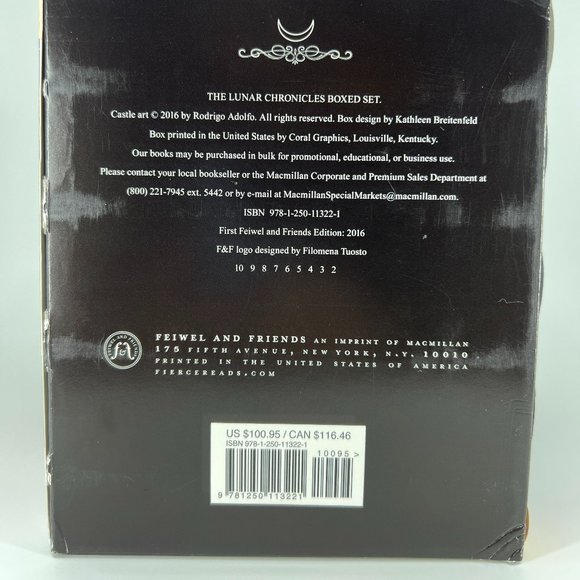 THE LUNAR CHRONICLES BOXED SET.
Castle art © 2016 by Rodrigo Adolfo. All rights reserved. Box design by Kathleen Breitenfeld
Box printed in the United States by Coral Graphics, Louisville, Kentucky.
Our books may be purchased in bulk for promotional, educational, or business use.
Please contact your local bookseller or the Macmillan Corporate and Premium Sales Department at
(800) 221-7945 ext. 5442 or by e-mail at MacmillanSpecialMarkets@macmillan.com.
ISBN 978-1-250-11322-1
First Feiwel and Friends Edition: 2016
F&F logo designed by Filomena Tuosto
10 9 8 7 6 5 4 3 2
FEIWEL AND FRIENDS
f&f
FEIWEL AND FRIENDS AN IMPRINT OF MACMILLAN
175 FIFTH AVENUE, NEW YORK, N.Y. 10010
PRINTED IN THE UNITED STATES OF AMERICA
FIERCEREADS.COM
US $100.95 / CAN $116.46
ISBN 978-1-250-11322-1
10095>
9 781250 113221